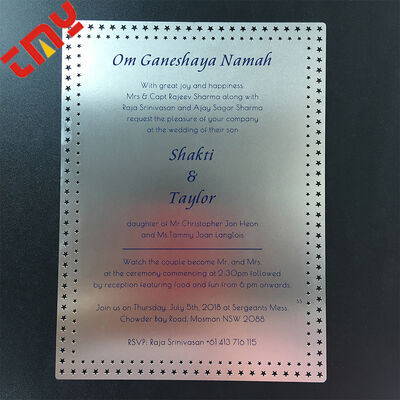 TMY
Om Ganeshaya Namah
With great joy and happiness
Mrs & Capt Rajeev Sharma along with
Raja Srinivasan and Ajay Sagar Sharma
request the pleasure of your company
at the wedding of their son
Shakti
&
Taylor
daughter of Mr Christopher Jon Heon
and Ms.Tammy Joan Langlois
Watch the couple become Mr. and Mrs.
at the ceremony commencing at 2:30pm followed
by reception featuring food and fun from 6 pm onwards.
Join us on Thursday, July 5th, 2018 at Sergeants Mess,
Chowder Bay Road, Mosman NSW 2088
RSVP: Raja Srinivasan +61 413 716 115